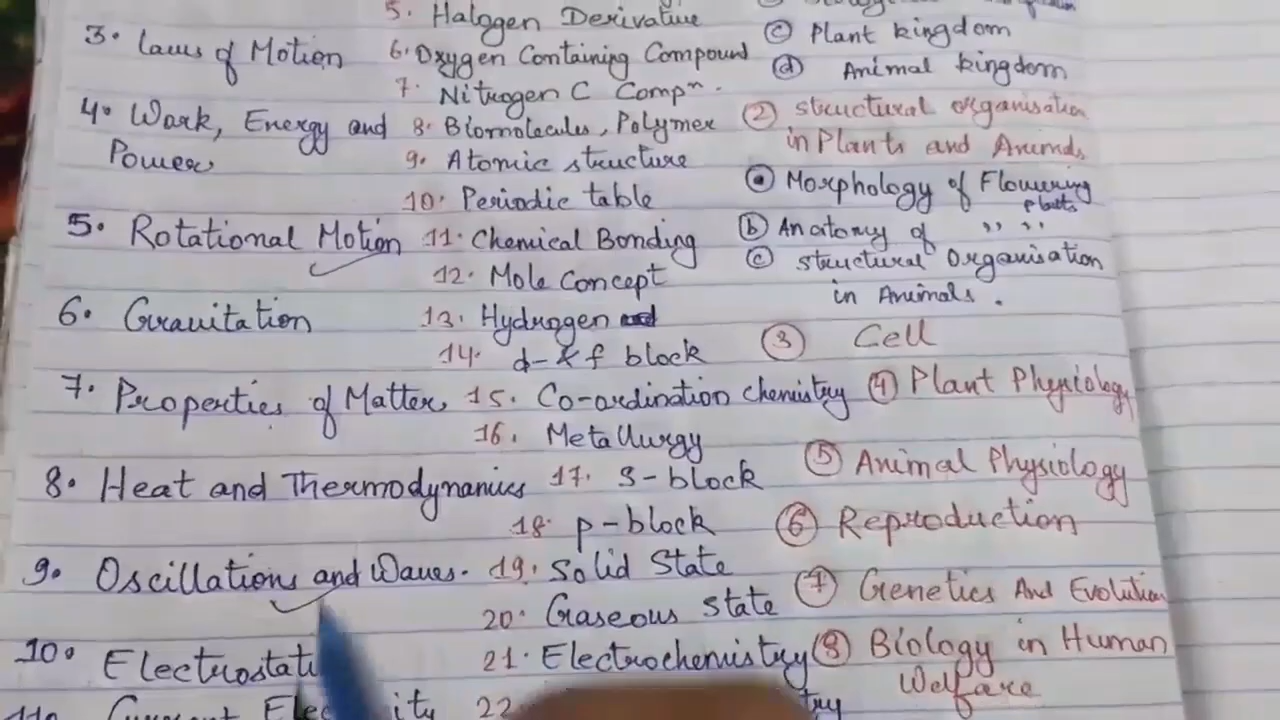 3. Laws of Motion
4. Work, Energy and
Power
5. Rotational Motion
6. Gravitation
7. Properties of Matter
8. Heat and Thermodynamics
9. Oscillations and Waves.
10. Electrostati
5. Halogen Derivative
6. Oxygen Containing Compound
7. Nitrogen C Compⁿ.
8. Biomolecules, Polymer
9. Atomic structure
10. Periodic table
11. Chemical Bonding
12. Mole Concept
13. Hydrogen
14. d- & f block
15. Co-ordination chemistry
16. Metallurgy
17. S-block
18. p-block
19. Solid State
20. Gaseous state
21. Electrochemistry
22
c Plant kingdom
d Animal kingdom
2 Structural organisation
in Plants and Animals
a Morphology of Flowering
Plants
b Anatomy of " "
c structural Organisation
in Animals.
3 Cell
4 Plant Physiology
5 Animal Physiology
6 Reproduction
7 Genetics And Evolution
8 Biology in Human
Welfare